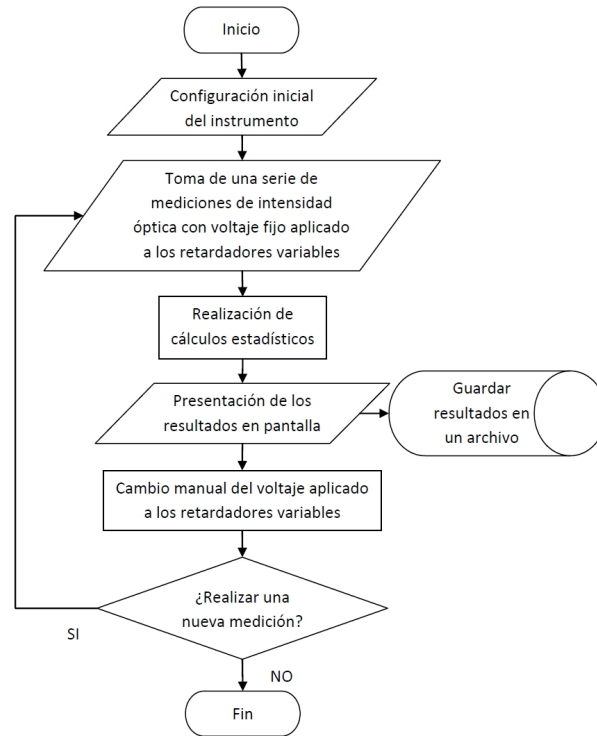 Inicio
Configuración inicial
del instrumento
Toma de una serie de
mediciones de intensidad
óptica con voltaje fijo aplicado
a los retardadores variables
Realización de
cálculos estadísticos
Presentación de los
resultados en pantalla
Guardar
resultados en
un archivo
Cambio manual del voltaje aplicado
a los retardadores variables
¿Realizar una
nueva medición?
SI
NO
Fin